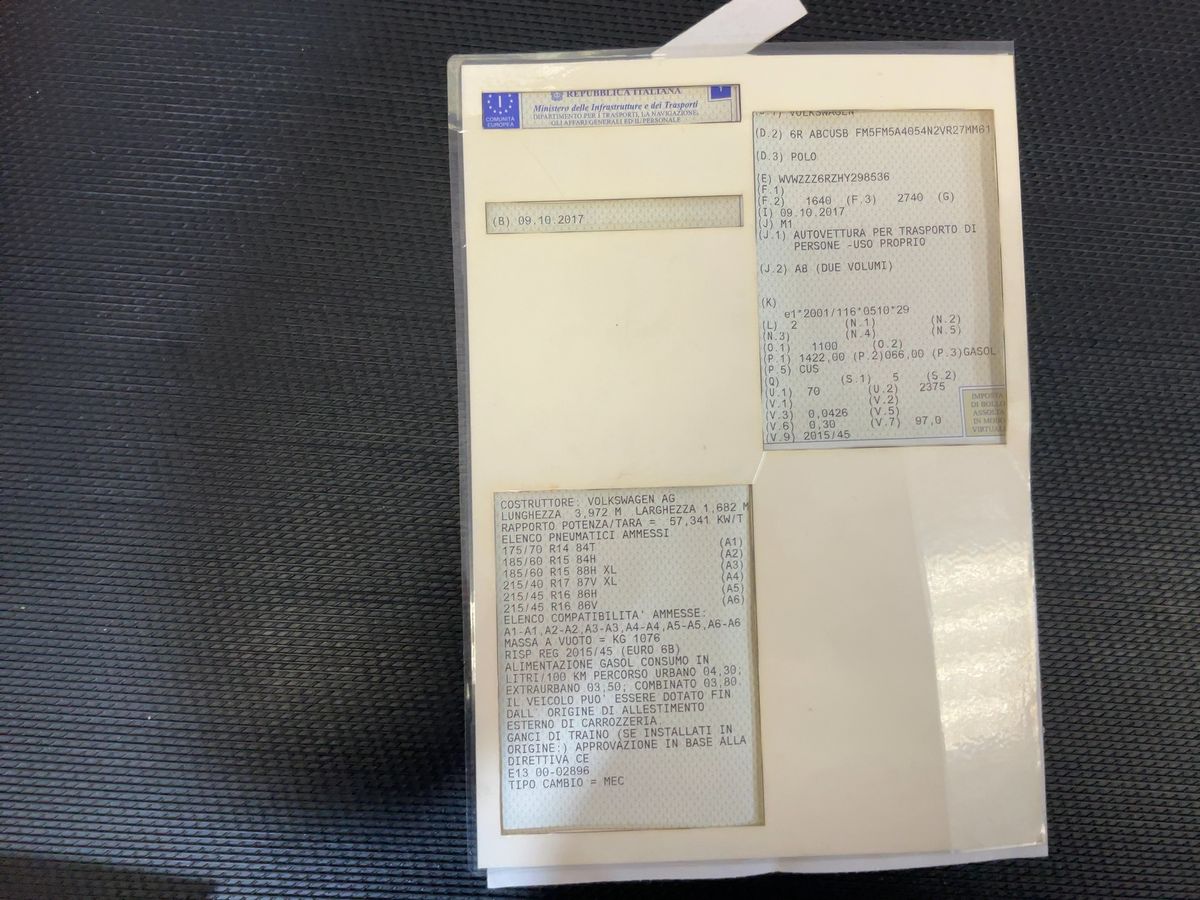 I
COMUNITÀ
EUROPEA
REPUBBLICA ITALIANA
Ministero delle Infrastrutture e dei Trasporti
DIPARTIMENTO PER I TRASPORTI, LA NAVIGAZIONE,
GLI AFFARI GENERALI ED IL PERSONALE
(B) 09.10.2017
VOLKSWAGEN
(D.2) 6R ABCUSB FM5FM5A4054N2VR27MM61
(D.3) POLO
(E) WVWZZZ6RZHY298536
(F.1)
(F.2) 1640 (F.3) 2740 (G)
(I) 09.10.2017
(J) M1
(J.1) AUTOVETTURA PER TRASPORTO DI
PERSONE -USO PROPRIO
(J.2) A8 (DUE VOLUMI)
(K)
e1*2001/116*0510*29
(L) 2 (N.1) (N.2)
(N.3) (N.4) (N.5)
(O.1) 1100 (O.2)
(P.1) 1422,00 (P.2)066,00 (P.3)GASOL
(P.5) CUS
(Q) (S.1) 5 (S.2)
(U.1) 70 (U.2) 2375
(V.1) (V.2)
(V.3) 0,0426 (V.5)
(V.6) 0,30 (V.7) 97,0
(V.9) 2015/45
IMPOSTA
DI BOLLO
ASSOLTA
IN MODO
VIRTUALE
COSTRUTTORE: VOLKSWAGEN AG
LUNGHEZZA 3,972 M LARGHEZZA 1,682 M
RAPPORTO POTENZA/TARA = 57,341 KW/T
ELENCO PNEUMATICI AMMESSI
175/70 R14 84T (A1)
185/60 R15 84H (A2)
185/60 R15 88H XL (A3)
215/40 R17 87V XL (A4)
215/45 R16 86H (A5)
215/45 R16 86V (A6)
ELENCO COMPATIBILITA' AMMESSE:
A1-A1,A2-A2,A3-A3,A4-A4,A5-A5,A6-A6
MASSA A VUOTO = KG 1076
RISP REG 2015/45 (EURO 6B)
ALIMENTAZIONE GASOL CONSUMO IN
LITRI/100 KM PERCORSO URBANO 04,30;
EXTRAURBANO 03,50; COMBINATO 03,80.
IL VEICOLO PUO' ESSERE DOTATO FIN
DALL' ORIGINE DI ALLESTIMENTO
ESTERNO DI CARROZZERIA.
GANCI DI TRAINO (SE INSTALLATI IN
ORIGINE:) APPROVAZIONE IN BASE ALLA
DIRETTIVA CE
E13 00-02896
TIPO CAMBIO = MEC